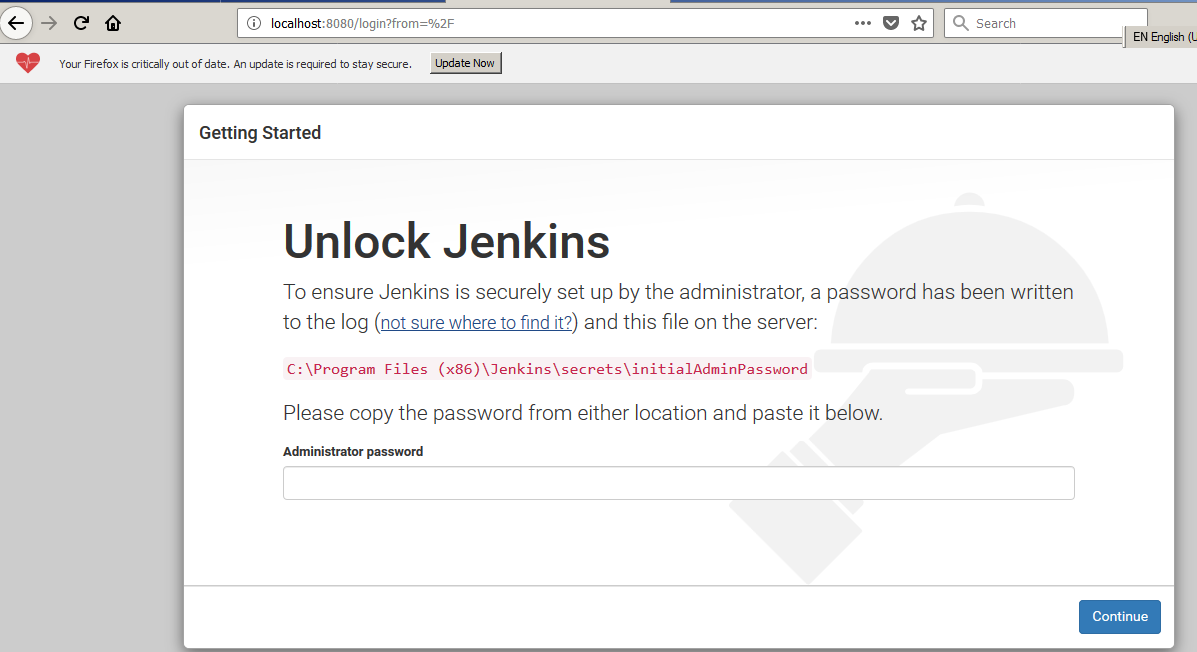 localhost:8080/login?from=%2F
Search
EN English (U
Your Firefox is critically out of date. An update is required to stay secure.
Update Now
Getting Started
Unlock Jenkins
To ensure Jenkins is securely set up by the administrator, a password has been written
to the log (not sure where to find it?) and this file on the server:
C:\Program Files (x86)\Jenkins\secrets\initialAdminPassword
Please copy the password from either location and paste it below.
Administrator password
Continue